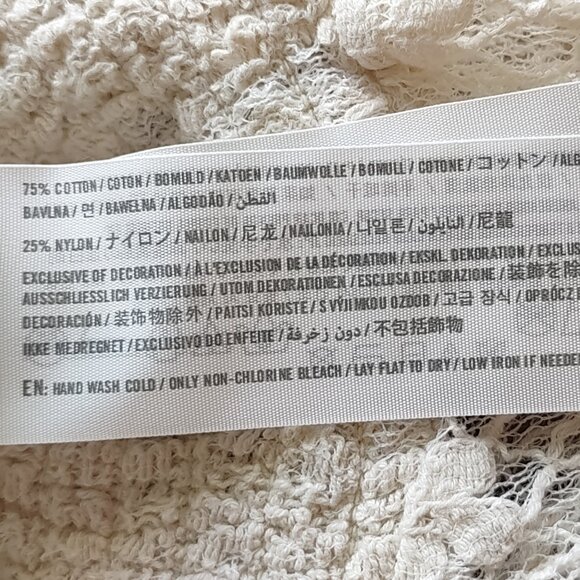 75% COTTON / COTON / BOMULD / KATOEN / BAUMWOLLE / BOMULL / COTONE / コットン / ALG
BAVLNA / 면 / BAWEŁNA / ALGODÃO / القطن
25% NYLON / ナイロン / NAILON / 尼龙 / NAILONIA / 나일론 / النايلون / 尼龍
EXCLUSIVE OF DECORATION / À L'EXCLUSION DE LA DÉCORATION / EKSKL. DEKORATION / EXCLUS
AUSSCHLIESSLICH VERZIERUNG / UTOM DEKORATIONEN / ESCLUSA DECORAZIONE / 装飾を除
DECORACIÓN / 装饰物除外 / PAITSI KORISTE / S VÝJIMKOU OZDOB / 고급 장식 / OPRÓCZ
IKKE MEDREGNET / EXCLUSIVO DO ENFEITE / دون زخرفة / 不包括飾物
EN: HAND WASH COLD / ONLY NON-CHLORINE BLEACH / LAY FLAT TO DRY / LOW IRON IF NEEDE